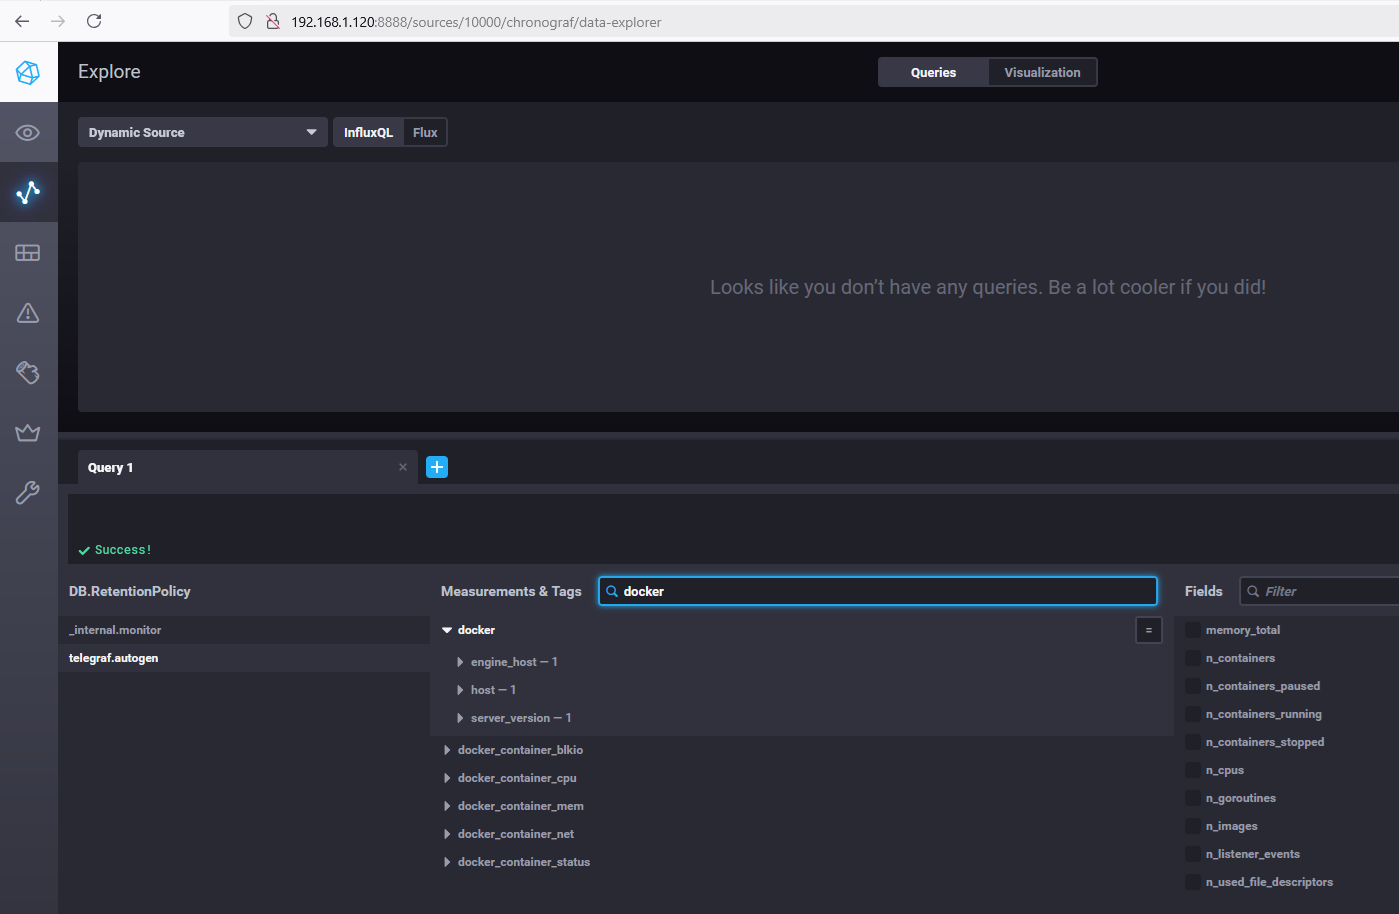 192.168.1.120:8888/sources/10000/chronograf/data-explorer
Explore
Queries
Visualization
Dynamic Source
InfluxQL
Flux
Looks like you don't have any queries. Be a lot cooler if you did!
Query 1
Success!
DB.RetentionPolicy
_internal.monitor
telegraf.autogen
Measurements & Tags
docker
docker
=
engine_host — 1
host — 1
server_version — 1
docker_container_blkio
docker_container_cpu
docker_container_mem
docker_container_net
docker_container_status
Fields
Filter
memory_total
n_containers
n_containers_paused
n_containers_running
n_containers_stopped
n_cpus
n_goroutines
n_images
n_listener_events
n_used_file_descriptors